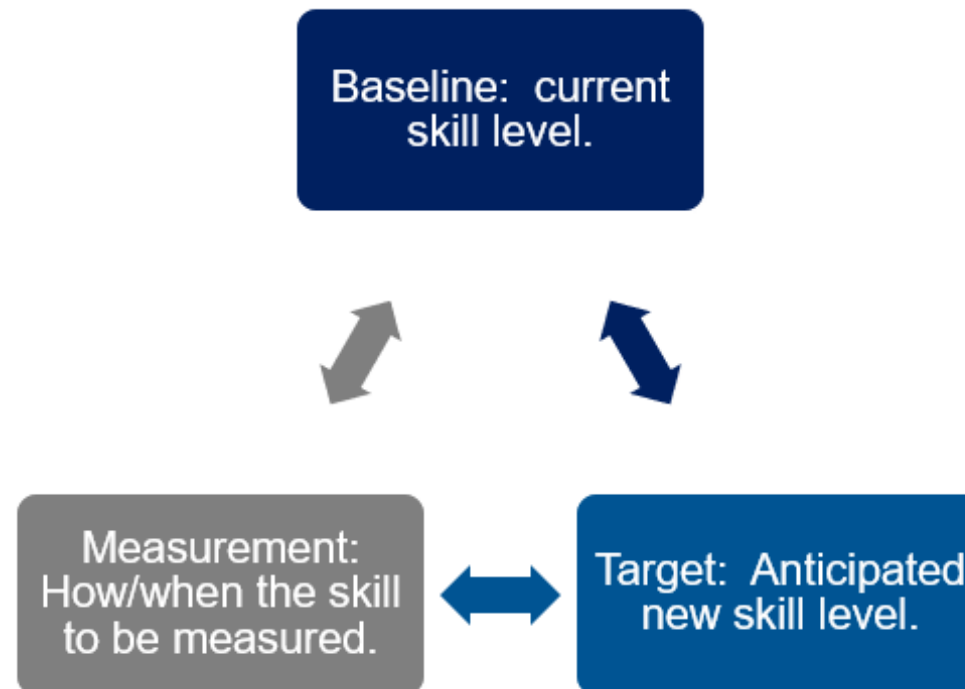 Baseline:  current
skill level.
Measurement:
How/when the skill
to be measured.
Target:  Anticipated
new skill level.